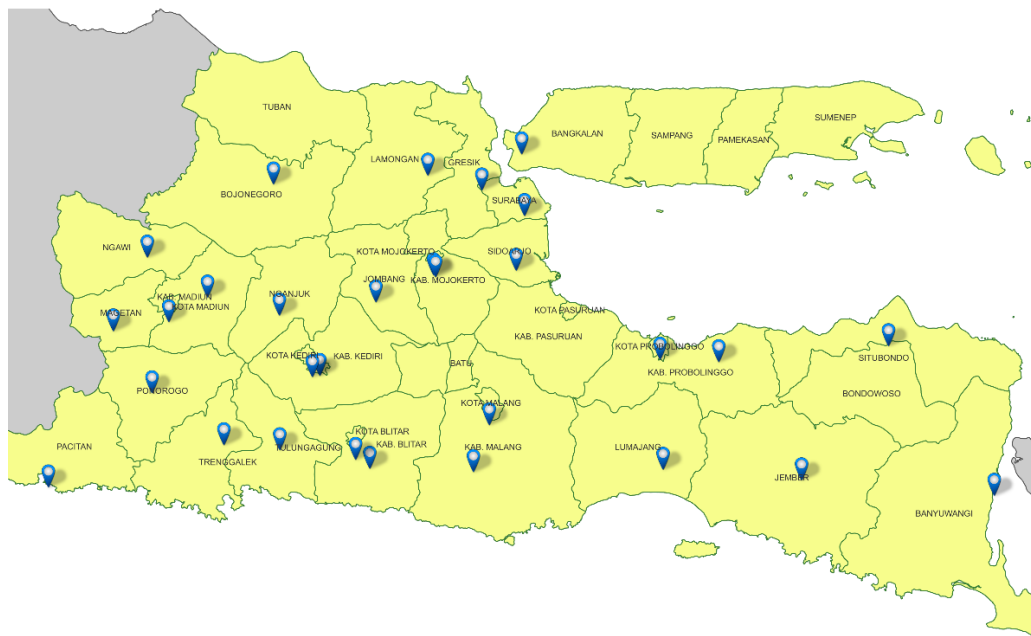 TUBAN
SUMENEP
BANGKALAN
SAMPANG
PAMEKASAN
LAMONGAN
GRESIK
BOJONEGORO
SURABAYA
NGAWI
KOTA MOJOKERTO
SIDOARJO
JOMBANG
KAB. MOJOKERTO
KAB. MADIUN
NGANJUK
KOTA MADIUN
MAGETAN
KOTA PASURUAN
KAB. PASURUAN
KOTA PROBOLINGGO
KOTA KEDIRI
KAB. KEDIRI
SITUBONDO
BATU
KAB. PROBOLINGGO
PONOROGO
BONDOWOSO
KOTA MALANG
KOTA BLITAR
PACITAN
TULUNGAGUNG
KAB. BLITAR
KAB. MALANG
LUMAJANG
TRENGGALEK
JEMBER
BANYUWANGI